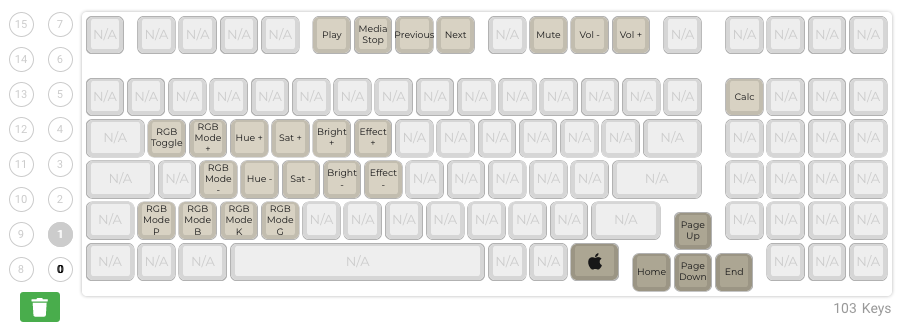 15 7 N/A N/A N/A N/A N/A Play Media Stop Previous Next N/A Mute Vol - Vol + N/A N/A N/A N/A N/A
14 6
13 5 N/A N/A N/A N/A N/A N/A N/A N/A N/A N/A N/A N/A N/A N/A N/A Calc N/A N/A N/A
12 4 N/A RGB Toggle RGB Mode + Hue + Sat + Bright + Effect + N/A N/A N/A N/A N/A N/A N/A N/A N/A N/A N/A
11 3 N/A N/A RGB Mode - Hue - Sat - Bright - Effect - N/A N/A N/A N/A N/A N/A N/A N/A N/A N/A
10 2 N/A RGB Mode P RGB Mode B RGB Mode K RGB Mode G N/A N/A N/A N/A N/A N/A N/A N/A Page Up N/A N/A N/A N/A
9 1
8 0 N/A N/A N/A N/A N/A N/A Home Page Down End N/A N/A N/A
103 Keys